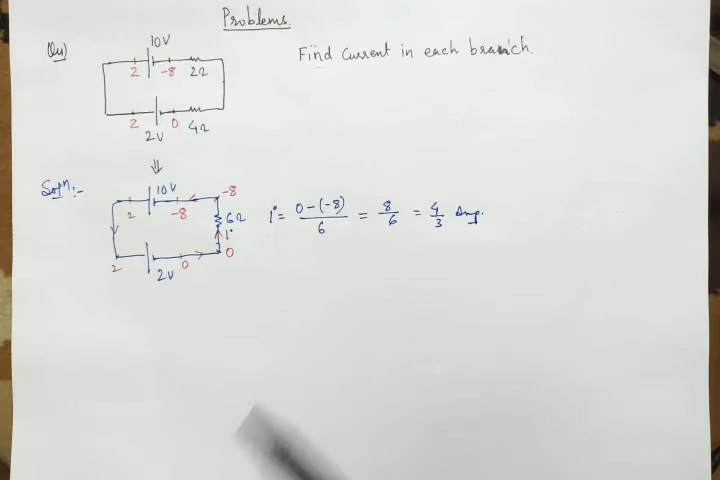 Problems.
Qu)
10V
Find Current in each branch.
2 -8 2Ω
2 0 4Ω
2V
⇓
Solⁿ:-
10V -8
2 -8
6Ω i = 0-(-8)/6 = 8/6 = 4/3 Amp.
i
2 0 0
2V